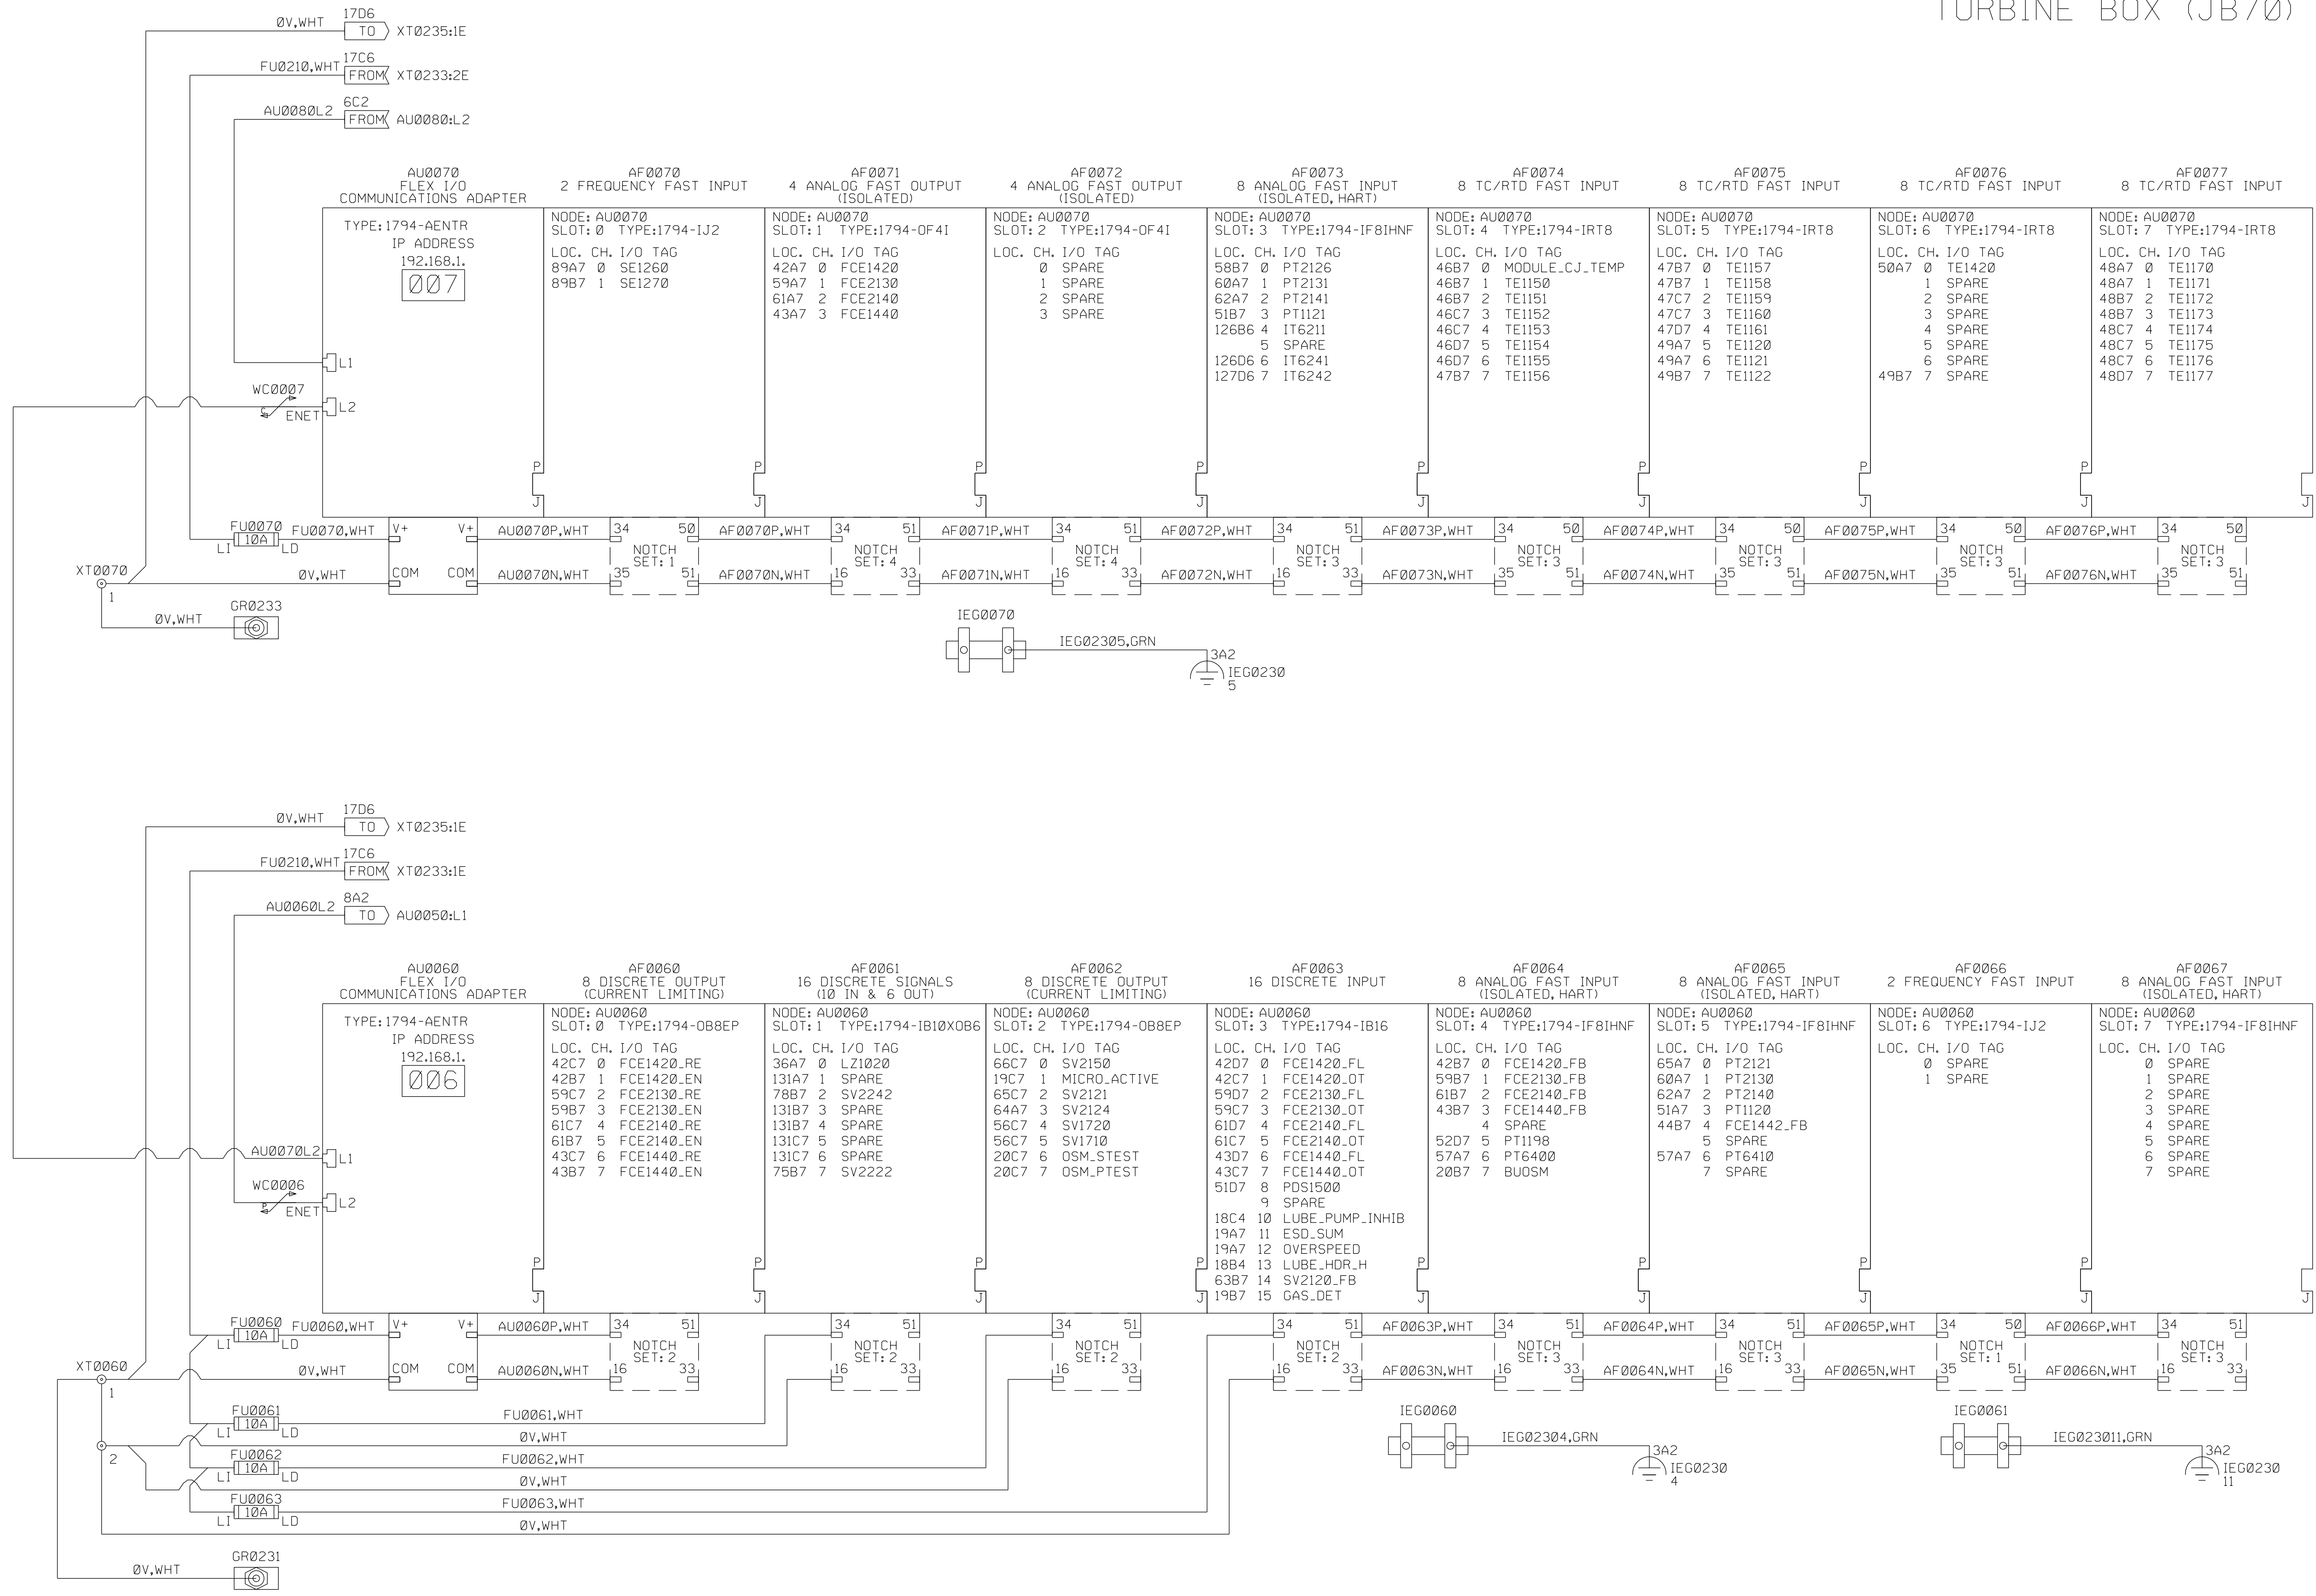 TURBINE BOX (JB70)
17D6
0V,WHT TO XT0235:1E
17C6
FU0210,WHT FROM XT0233:2E
6C2
AU0080L2 FROM AU0080:L2
AU0070
FLEX I/O
COMMUNICATIONS ADAPTER
TYPE:1794-AENTR
IP ADDRESS
192.168.1.
007
L1
WC0007
C
ENET
L2
P
J
AF0070
2 FREQUENCY FAST INPUT
NODE: AU0070
SLOT: 0 TYPE:1794-IJ2
LOC. CH. I/O TAG
89A7 0 SE1260
89B7 1 SE1270
P
J
AF0071
4 ANALOG FAST OUTPUT
(ISOLATED)
NODE: AU0070
SLOT: 1 TYPE:1794-OF4I
LOC. CH. I/O TAG
42A7 0 FCE1420
59A7 1 FCE2130
61A7 2 FCE2140
43A7 3 FCE1440
P
J
AF0072
4 ANALOG FAST OUTPUT
(ISOLATED)
NODE: AU0070
SLOT: 2 TYPE:1794-OF4I
LOC. CH. I/O TAG
0 SPARE
1 SPARE
2 SPARE
3 SPARE
P
J
AF0073
8 ANALOG FAST INPUT
(ISOLATED, HART)
NODE: AU0070
SLOT: 3 TYPE:1794-IF8IHNF
LOC. CH. I/O TAG
58B7 0 PT2126
60A7 1 PT2131
62A7 2 PT2141
51B7 3 PT1121
126B6 4 IT6211
5 SPARE
126D6 6 IT6241
127D6 7 IT6242
P
J
AF0074
8 TC/RTD FAST INPUT
NODE: AU0070
SLOT: 4 TYPE:1794-IRT8
LOC. CH. I/O TAG
46B7 0 MODULE_CJ_TEMP
46B7 1 TE1150
46B7 2 TE1151
46C7 3 TE1152
46C7 4 TE1153
46D7 5 TE1154
46D7 6 TE1155
47B7 7 TE1156
P
J
AF0075
8 TC/RTD FAST INPUT
NODE: AU0070
SLOT: 5 TYPE:1794-IRT8
LOC. CH. I/O TAG
47B7 0 TE1157
47B7 1 TE1158
47C7 2 TE1159
47C7 3 TE1160
47D7 4 TE1161
49A7 5 TE1120
49A7 6 TE1121
49B7 7 TE1122
P
J
AF0076
8 TC/RTD FAST INPUT
NODE: AU0070
SLOT: 6 TYPE:1794-IRT8
LOC. CH. I/O TAG
50A7 0 TE1420
1 SPARE
2 SPARE
3 SPARE
4 SPARE
5 SPARE
6 SPARE
49B7 7 SPARE
P
J
AF0077
8 TC/RTD FAST INPUT
NODE: AU0070
SLOT: 7 TYPE:1794-IRT8
LOC. CH. I/O TAG
48A7 0 TE1170
48A7 1 TE1171
48B7 2 TE1172
48B7 3 TE1173
48C7 4 TE1174
48C7 5 TE1175
48C7 6 TE1176
48D7 7 TE1177
J
FU0070
LI 10A LD
FU0070,WHT V+ V+ AU0070P,WHT 34 50 AF0070P,WHT 34 51 AF0071P,WHT 34 51 AF0072P,WHT 34 51 AF0073P,WHT 34 50 AF0074P,WHT 34 50 AF0075P,WHT 34 50 AF0076P,WHT 34 50
NOTCH NOTCH NOTCH NOTCH NOTCH NOTCH NOTCH NOTCH
SET: 1 SET: 4 SET: 4 SET: 3 SET: 3 SET: 3 SET: 3 SET: 3
XT0070
1
0V,WHT COM COM AU0070N,WHT 35 51 AF0070N,WHT 16 33 AF0071N,WHT 16 33 AF0072N,WHT 16 33 AF0073N,WHT 35 51 AF0074N,WHT 35 51 AF0075N,WHT 35 51 AF0076N,WHT 35 51
GR0233
0V,WHT
IEG0070
IEG02305,GRN
3A2
IEG0230
5
17D6
0V,WHT TO XT0235:1E
17C6
FU0210,WHT FROM XT0233:1E
8A2
AU0060L2 TO AU0050:L1
AU0060
FLEX I/O
COMMUNICATIONS ADAPTER
TYPE:1794-AENTR
IP ADDRESS
192.168.1.
006
AU0070L2
L1
WC0006
P
ENET
L2
P
J
AF0060
8 DISCRETE OUTPUT
(CURRENT LIMITING)
NODE: AU0060
SLOT: 0 TYPE:1794-OB8EP
LOC. CH. I/O TAG
42C7 0 FCE1420_RE
42B7 1 FCE1420_EN
59C7 2 FCE2130_RE
59B7 3 FCE2130_EN
61C7 4 FCE2140_RE
61B7 5 FCE2140_EN
43C7 6 FCE1440_RE
43B7 7 FCE1440_EN
P
J
AF0061
16 DISCRETE SIGNALS
(10 IN & 6 OUT)
NODE: AU0060
SLOT: 1 TYPE:1794-IB10XOB6
LOC. CH. I/O TAG
36A7 0 LZ1020
131A7 1 SPARE
78B7 2 SV2242
131B7 3 SPARE
131B7 4 SPARE
131C7 5 SPARE
131C7 6 SPARE
75B7 7 SV2222
P
J
AF0062
8 DISCRETE OUTPUT
(CURRENT LIMITING)
NODE: AU0060
SLOT: 2 TYPE:1794-OB8EP
LOC. CH. I/O TAG
66C7 0 SV2150
19C7 1 MICRO_ACTIVE
65C7 2 SV2121
64A7 3 SV2124
56C7 4 SV1720
56C7 5 SV1710
20C7 6 OSM_STEST
20C7 7 OSM_PTEST
P
J
AF0063
16 DISCRETE INPUT
NODE: AU0060
SLOT: 3 TYPE:1794-IB16
LOC. CH. I/O TAG
42D7 0 FCE1420_FL
42C7 1 FCE1420_OT
59D7 2 FCE2130_FL
59C7 3 FCE2130_OT
61D7 4 FCE2140_FL
61C7 5 FCE2140_OT
43D7 6 FCE1440_FL
43C7 7 FCE1440_OT
51D7 8 PDS1500
9 SPARE
18C4 10 LUBE_PUMP_INHIB
19A7 11 ESD_SUM
19A7 12 OVERSPEED
18B4 13 LUBE_HDR_H
63B7 14 SV2120_FB
19B7 15 GAS_DET
P
J
AF0064
8 ANALOG FAST INPUT
(ISOLATED, HART)
NODE: AU0060
SLOT: 4 TYPE:1794-IF8IHNF
LOC. CH. I/O TAG
42B7 0 FCE1420_FB
59B7 1 FCE2130_FB
61B7 2 FCE2140_FB
43B7 3 FCE1440_FB
4 SPARE
52D7 5 PT1198
57A7 6 PT6400
20B7 7 BUOSM
P
J
AF0065
8 ANALOG FAST INPUT
(ISOLATED, HART)
NODE: AU0060
SLOT: 5 TYPE:1794-IF8IHNF
LOC. CH. I/O TAG
65A7 0 PT2121
60A7 1 PT2130
62A7 2 PT2140
51A7 3 PT1120
44B7 4 FCE1442_FB
5 SPARE
57A7 6 PT6410
7 SPARE
P
J
AF0066
2 FREQUENCY FAST INPUT
NODE: AU0060
SLOT: 6 TYPE:1794-IJ2
LOC. CH. I/O TAG
0 SPARE
1 SPARE
P
J
AF0067
8 ANALOG FAST INPUT
(ISOLATED, HART)
NODE: AU0060
SLOT: 7 TYPE:1794-IF8IHNF
LOC. CH. I/O TAG
0 SPARE
1 SPARE
2 SPARE
3 SPARE
4 SPARE
5 SPARE
6 SPARE
7 SPARE
J
FU0060
LI 10A LD
FU0060,WHT V+ V+ AU0060P,WHT 34 51 34 51 34 51 34 51 AF0063P,WHT 34 51 AF0064P,WHT 34 51 AF0065P,WHT 34 50 AF0066P,WHT 34 51
NOTCH NOTCH NOTCH NOTCH NOTCH NOTCH NOTCH NOTCH
SET: 2 SET: 2 SET: 2 SET: 2 SET: 3 SET: 3 SET: 1 SET: 3
XT0060
1
0V,WHT COM COM AU0060N,WHT 16 33 16 33 16 33 16 33 AF0063N,WHT 16 33 AF0064N,WHT 16 33 AF0065N,WHT 35 51 AF0066N,WHT 16 33
FU0061
LI 10A LD
FU0061,WHT
0V,WHT
2
FU0062
LI 10A LD
FU0062,WHT
0V,WHT
FU0063
LI 10A LD
FU0063,WHT
0V,WHT
IEG0060
IEG02304,GRN
3A2
IEG0230
4
IEG0061
IEG023011,GRN
3A2
IEG0230
11
GR0231
0V,WHT